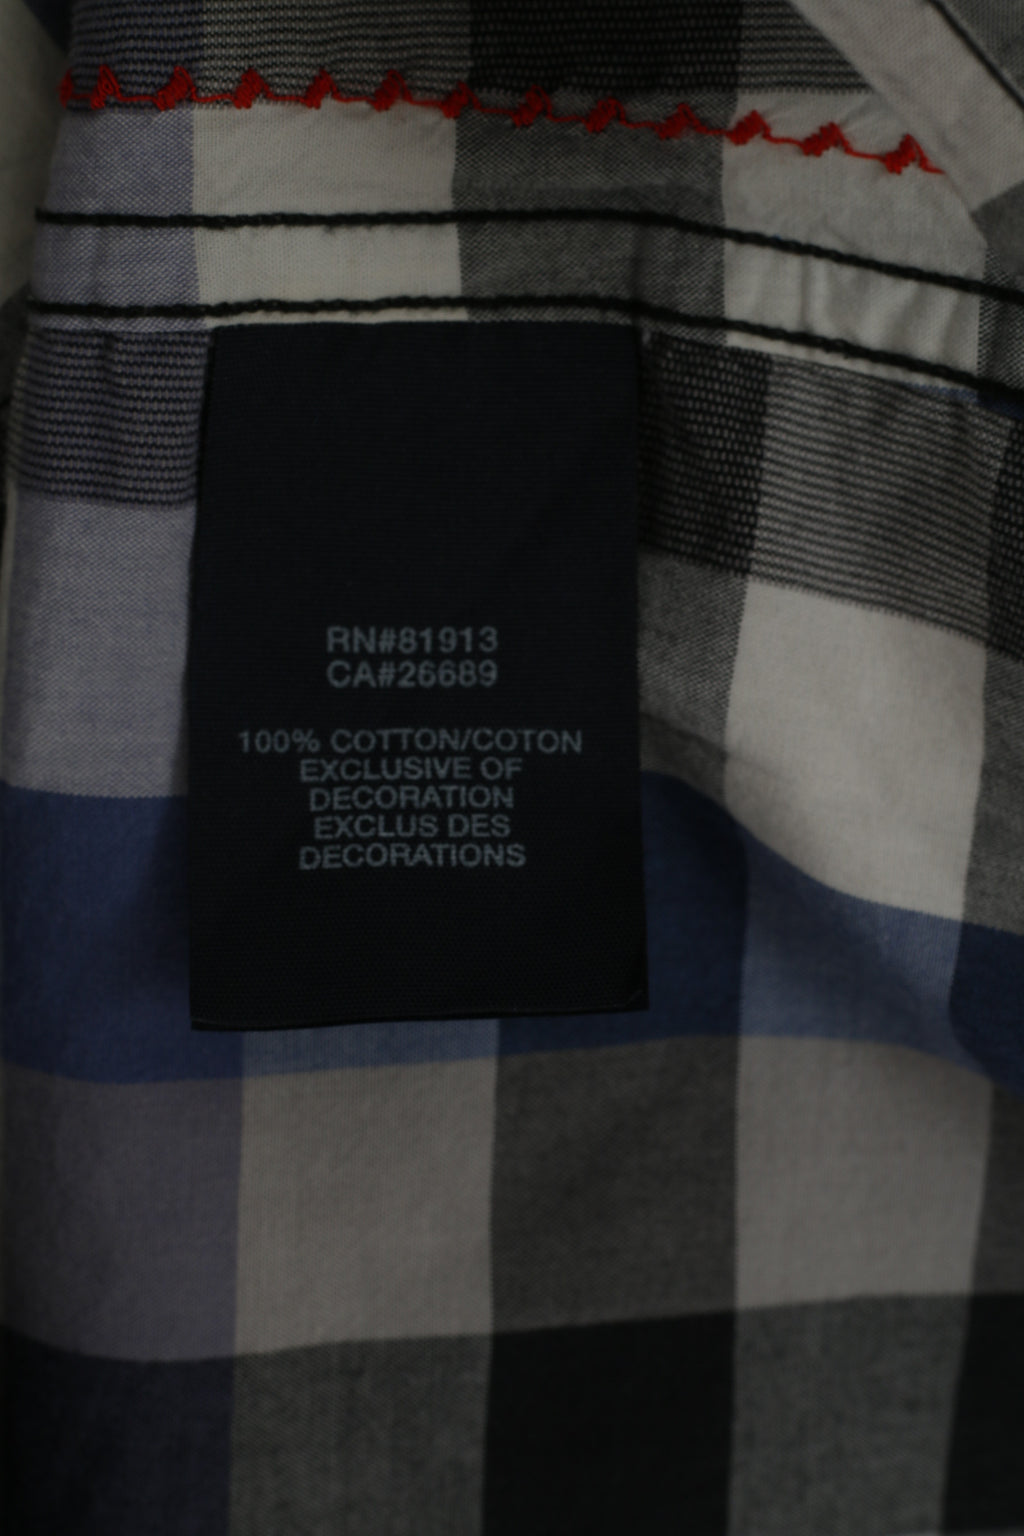 RN#81913
CA#26689
100% COTTON/COTON
EXCLUSIVE OF
DECORATION
EXCLUS DES
DECORATIONS